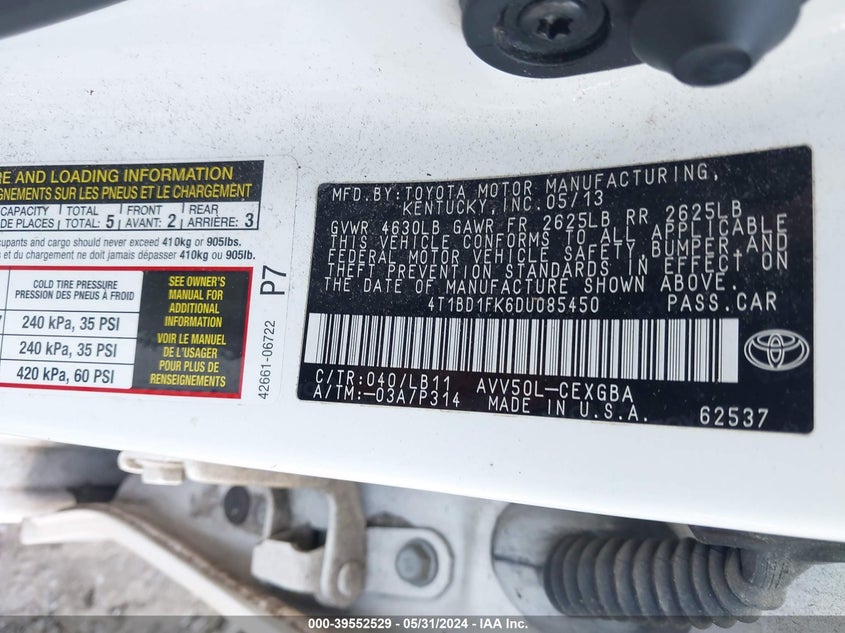 RE AND LOADING INFORMATION
GNEMENTS SUR LES PNEUS ET LE CHARGEMENT
CAPACITY TOTAL 5 FRONT 2 REAR 3
DE PLACES: TOTAL: AVANT: ARRIÈRE:
cupants and cargo should never exceed 410kg or 905lbs.
s et du chargement ne doit jamais dépasser 410kg ou 905lb.
COLD TIRE PRESSURE
PRESSION DES PNEUS À FROID
240 kPa, 35 PSI
240 kPa, 35 PSI
420 kPa, 60 PSI
SEE OWNER'S
MANUAL FOR
ADDITIONAL
INFORMATION
VOIR LE MANUEL
DE L'USAGER
POUR PLUS DE
RENSEIGNEMENTS
P7
42661-06722
MFD.BY:TOYOTA MOTOR MANUFACTURING,
KENTUCKY,INC.05/13
GVWR 4630LB GAWR FR 2625LB RR 2625LB
THIS VEHICLE CONFORMS TO ALL APPLICABLE
FEDERAL MOTOR VEHICLE SAFETY,BUMPER,AND
THEFT PREVENTION STANDARDS IN EFFECT ON
THE DATE OF MANUFACTURE SHOWN ABOVE.
4T1BD1FK6DU085450 PASS.CAR
C/TR:040/LB11 AVV50L-CEXGBA
A/TM:-03A/P314 MADE IN U.S.A.
62537
000-39552529 - 05/31/2024 - IAA Inc.